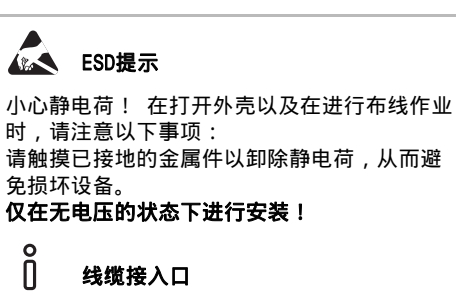 ESD提示
小心静电荷！ 在打开外壳以及在进行布线作业
时，请注意以下事项：
请触摸已接地的金属件以卸除静电荷，从而避
免损坏设备。
仅在无电压的状态下进行安装！
线缆接入口